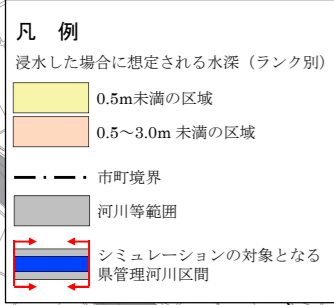 凡　例
浸水した場合に想定される水深（ランク別）
0.5m未満の区域
0.5～3.0m 未満の区域
市町境界
河川等範囲
シミュレーションの対象となる
県管理河川区間